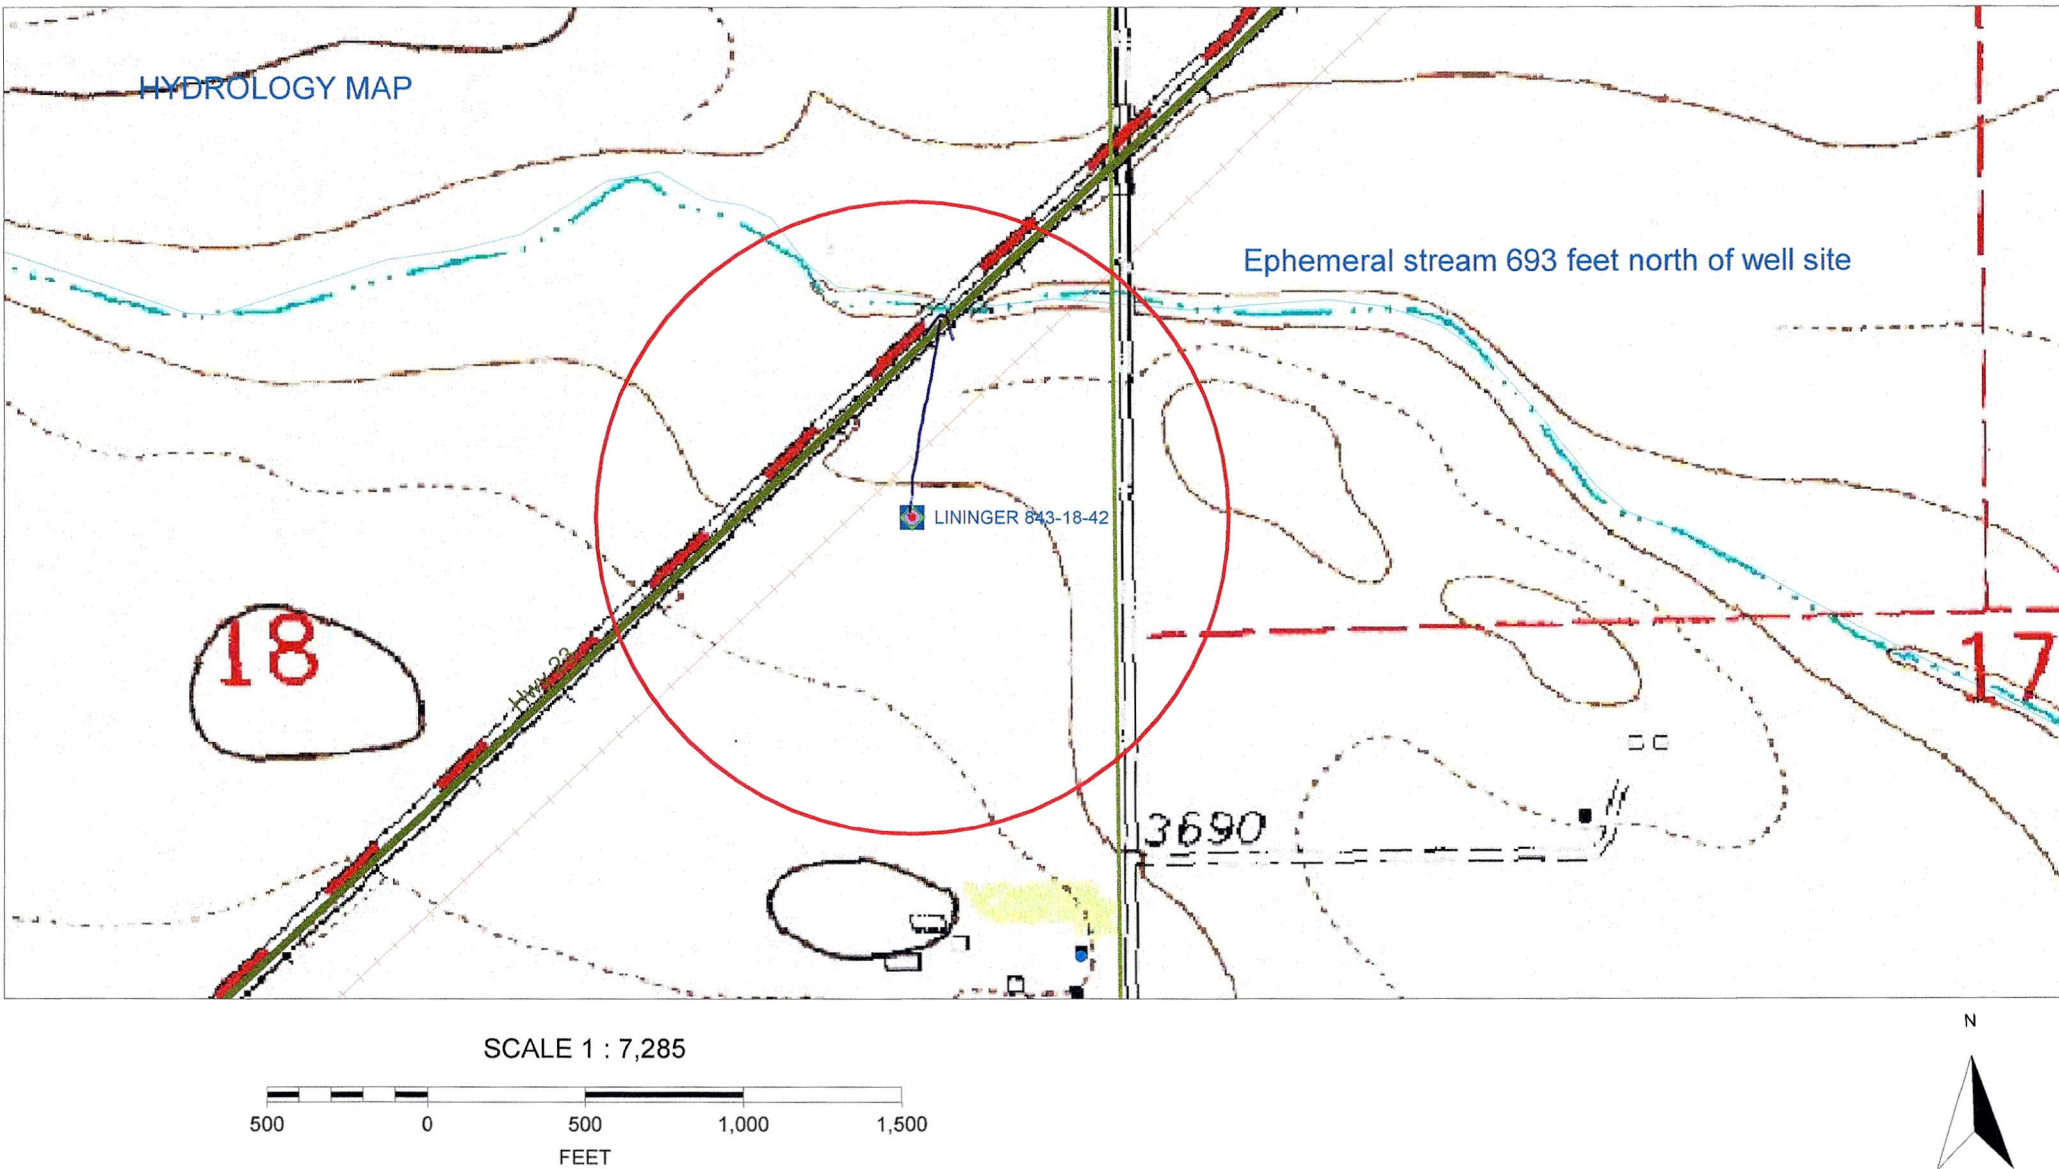 HYDROLOGY MAP
Ephemeral stream 693 feet north of well site
LININGER 843-18-42
18
Hwy 23
17
3690
SCALE 1 : 7,285
500 0 500 1,000 1,500
FEET
N